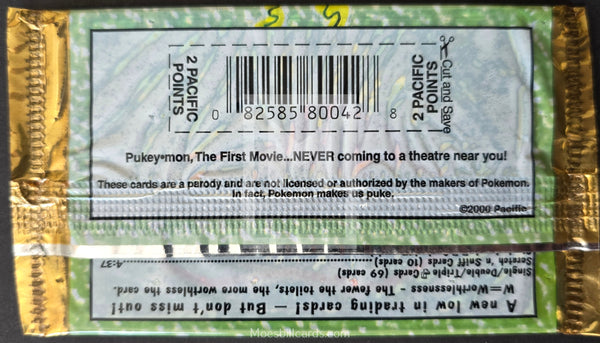 2 PACIFIC
POINTS
0 82585 80042 8
2 PACIFIC
POINTS
Cut and Save
Pukey•mon, The First Movie...NEVER coming to a theatre near you!
These cards are a parody and are not licensed or authorized by the makers of Pokemon.
In fact, Pokemon makes us puke.
©2000 Pacific
A new low in trading cards! — But don't miss out!
W=Worthlessness - The fewer the toilets, the more worthless the card.
Single/Double/Triple Cards (69 cards)
Scratch 'n Sniff Cards (10 cards)
4:37
Moesbillcards.com